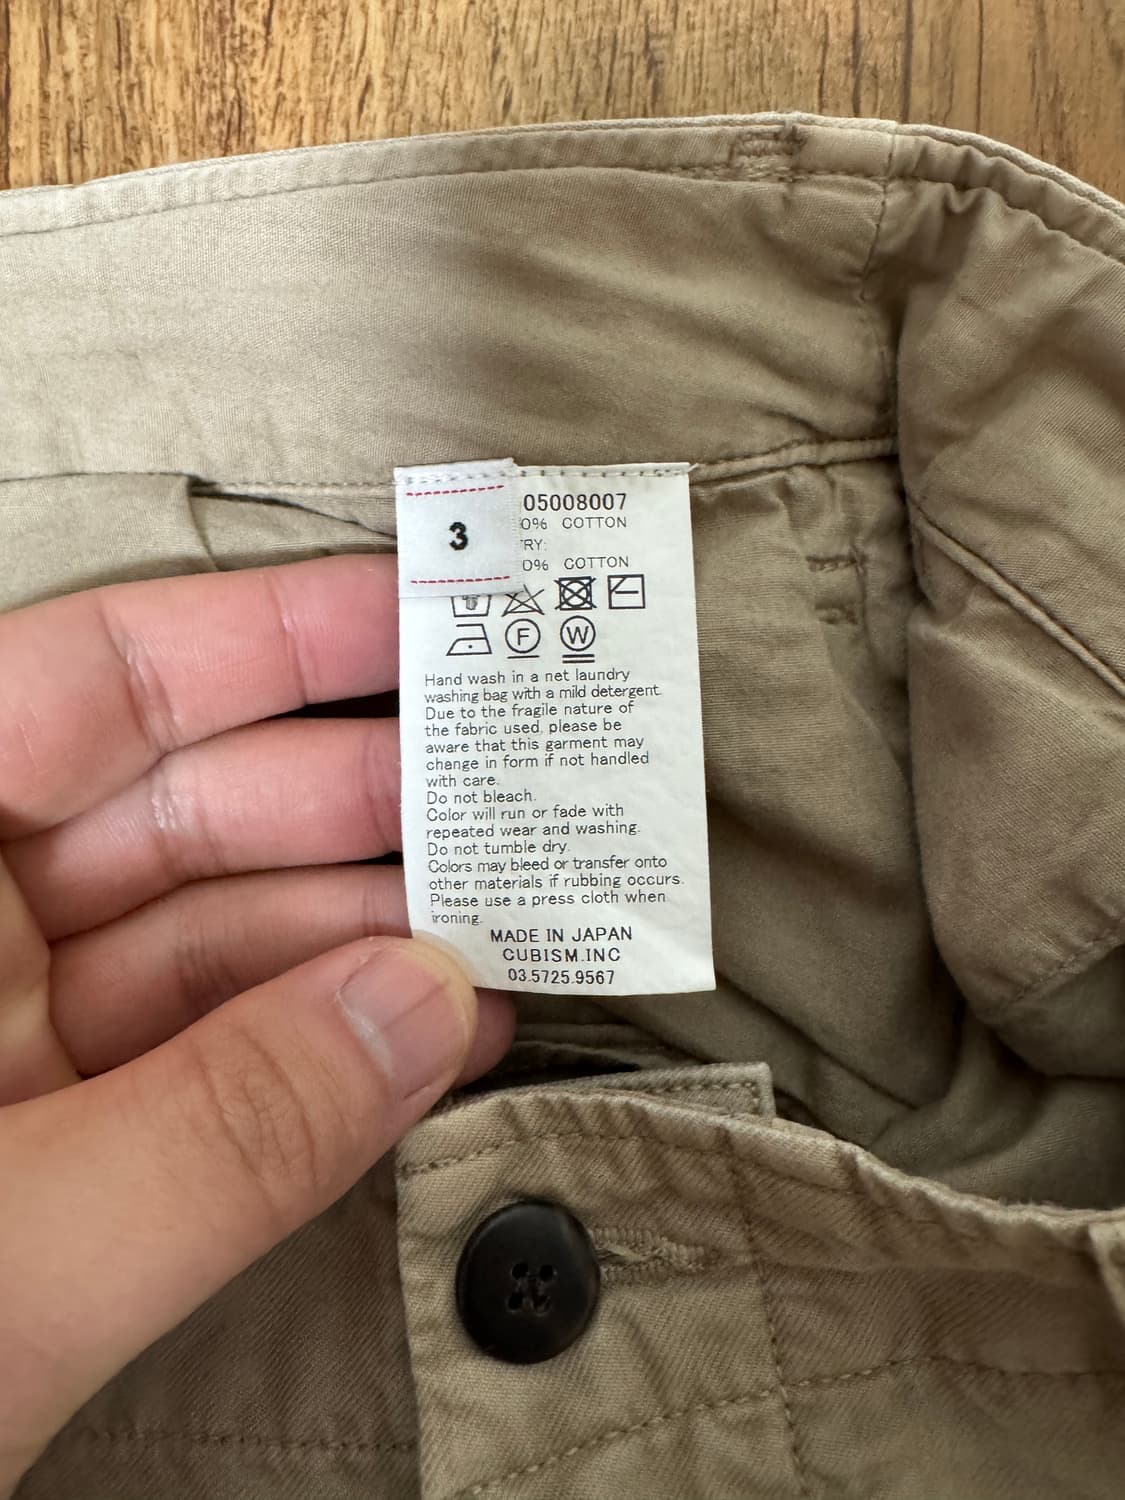 3
05008007
0% COTTON
RY:
0% COTTON
F W
Hand wash in a net laundry
washing bag with a mild detergent.
Due to the fragile nature of
the fabric used, please be
aware that this garment may
change in form if not handled
with care.
Do not bleach.
Color will run or fade with
repeated wear and washing.
Do not tumble dry.
Colors may bleed or transfer onto
other materials if rubbing occurs.
Please use a press cloth when
ironing.
MADE IN JAPAN
CUBISM.INC
03.5725.9567